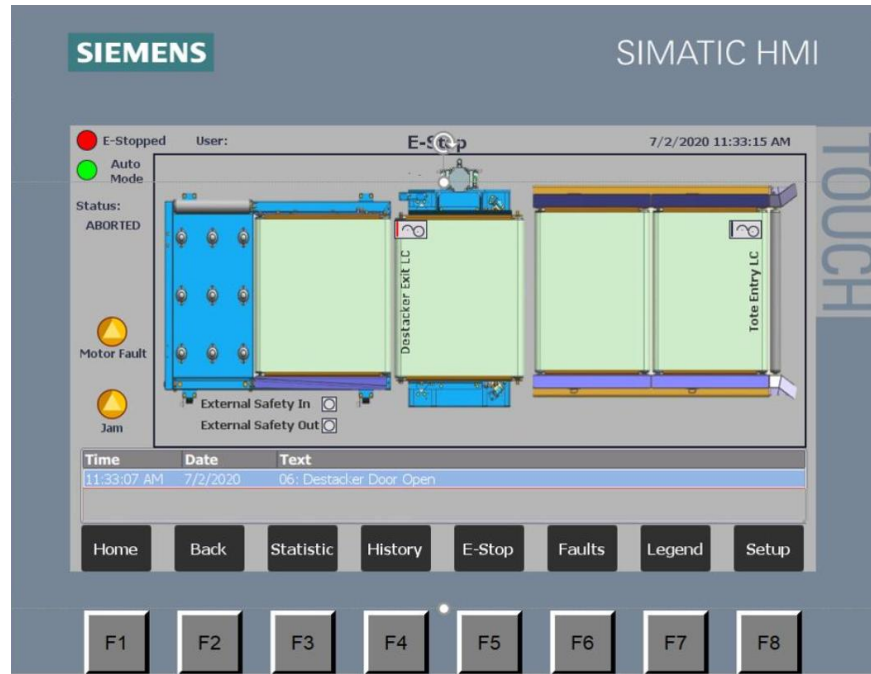 SIEMENS
SIMATIC HMI
TOUCH
E-Stopped
User:
E-Stop
7/2/2020 11:33:15 AM
Auto
Mode
Status:
ABORTED
Destacker Exit LC
Tote Entry LC
Motor Fault
Jam
External Safety In
External Safety Out
Time Date Text
11:33:07 AM 7/2/2020 06: Destacker Door Open
Home Back Statistic History E-Stop Faults Legend Setup
F1 F2 F3 F4 F5 F6 F7 F8